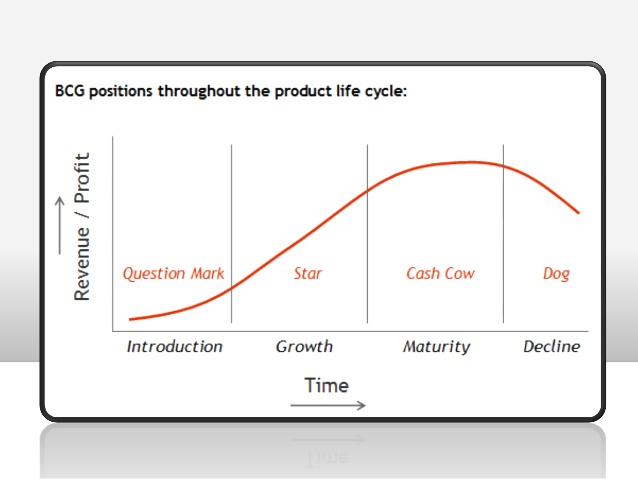 BCG positions throughout the product life cycle:
Revenue / Profit
Question Mark Star Cash Cow Dog
Introduction Growth Maturity Decline
Time